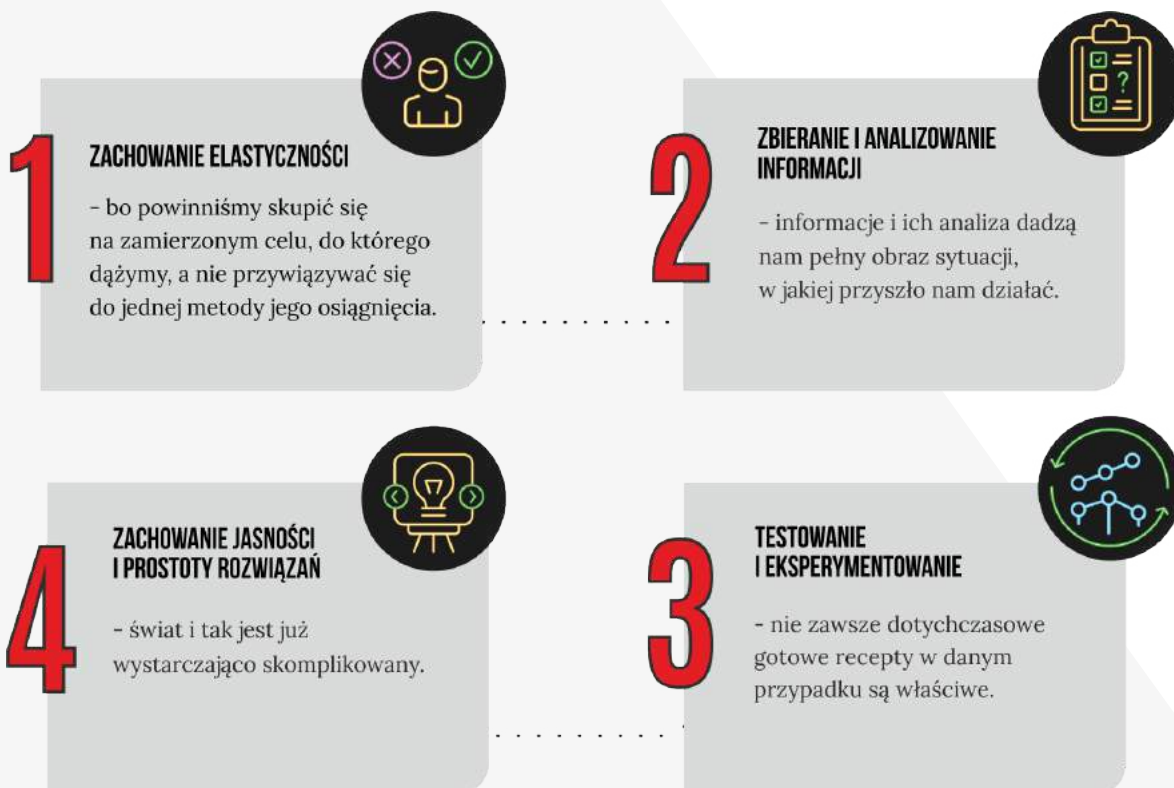 1
ZACHOWANIE ELASTYCZNOŚCI
- bo powinniśmy skupić się
na zamierzonym celu, do którego
dążymy, a nie przywiązywać się
do jednej metody jego osiągnięcia.
2
ZBIERANIE I ANALIZOWANIE
INFORMACJI
- informacje i ich analiza dadzą
nam pełny obraz sytuacji,
w jakiej przyszło nam działać.
3
TESTOWANIE
I EKSPERYMENTOWANIE
- nie zawsze dotychczasowe
gotowe recepty w danym
przypadku są właściwe.
4
ZACHOWANIE JASNOŚCI
I PROSTOTY ROZWIĄZAŃ
- świat i tak jest już
wystarczająco skomplikowany.